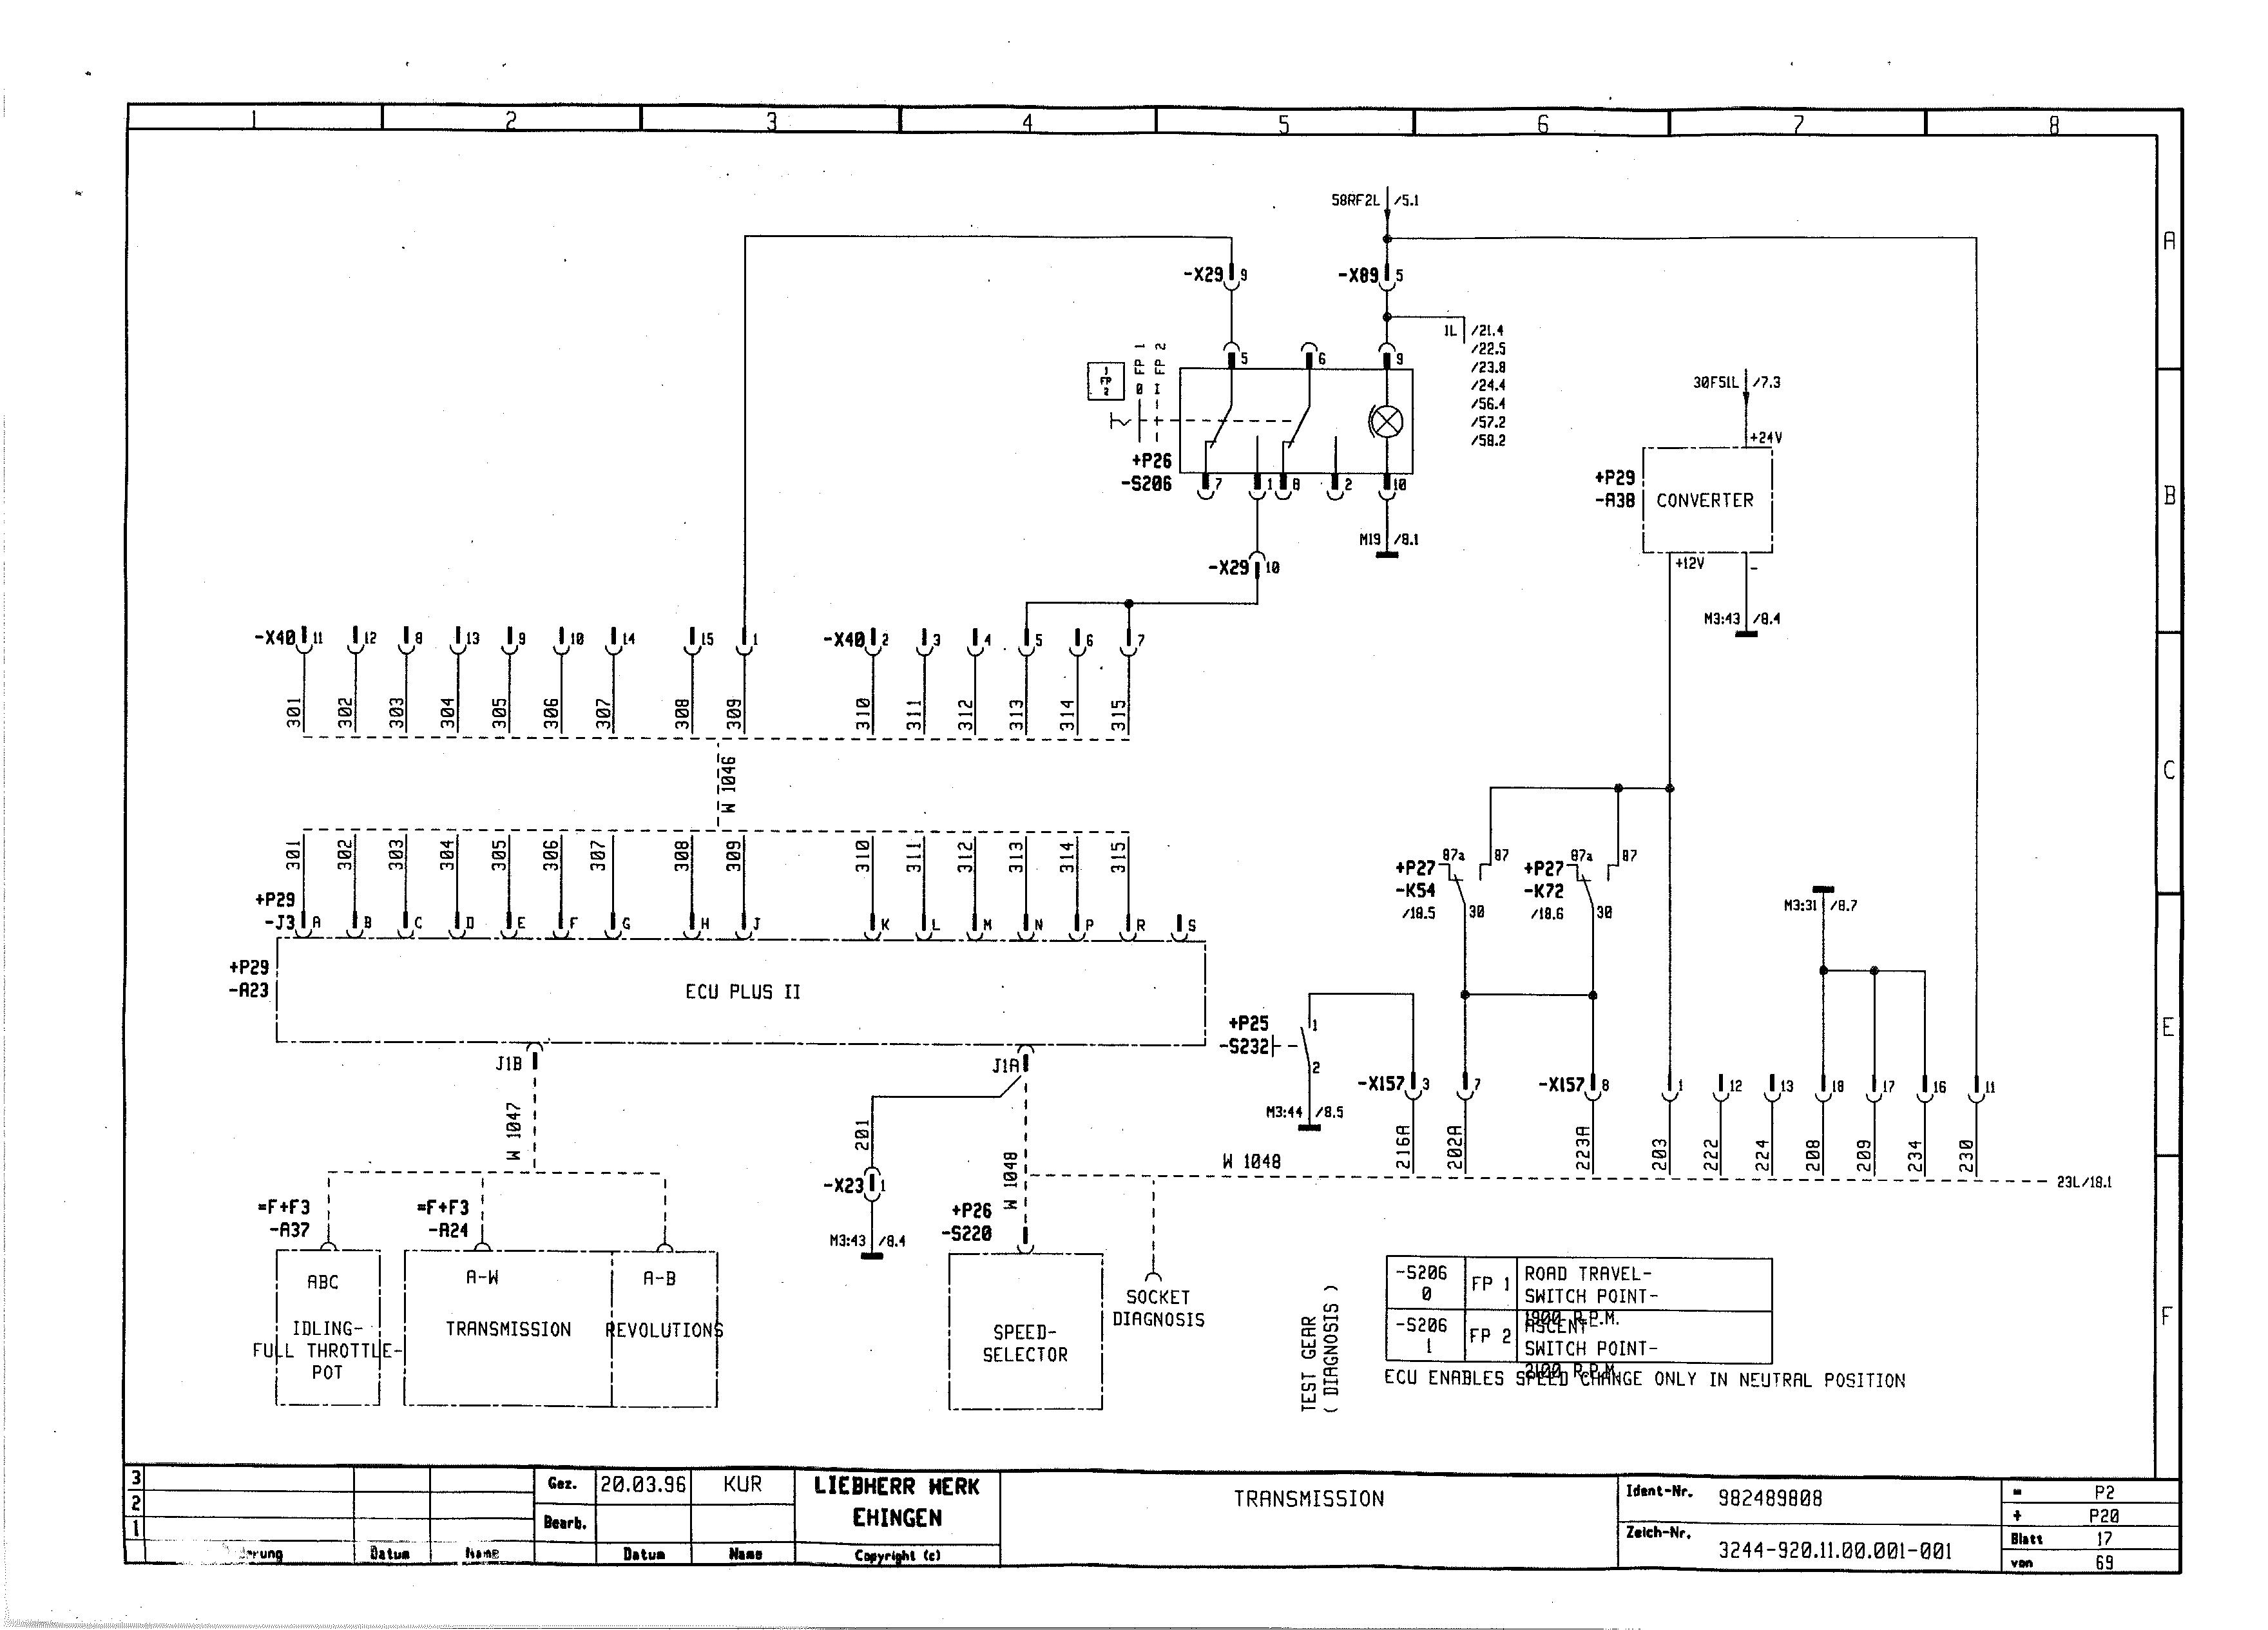 1 2 3 4 5 6 7 8
A
B
C
E
F
58RF2L /5.1
-X29 9
-X89 5
1L /21.4
/22.5
/23.8
/24.4
/56.4
/57.2
/58.2
J
FP
2
0 FP 1
I FP 2
5 6 9
+P26
-S206
7 1 8 2 10
M19 /8.1
-X29 10
30F51L /7.3
+24V
+P29
-A38
CONVERTER
+12V -
M3:43 /8.4
-X40 11 12 8 13 9 10 14 15 1
-X40 2 3 4 5 6 7
301 302 303 304 305 306 307 308 309 310 311 312 313 314 315
W 1046
301 302 303 304 305 306 307 308 309 310 311 312 313 314 315
+P29
-J3 A B C D E F G H J K L M N P R S
+P29
-A23
ECU PLUS II
+P27
-K54
/18.5
87a 87
30
+P27
-K72
/18.6
87a 87
30
M3:31 /8.7
J1B
J1A
W 1047
201
-X23 1
M3:43 /8.4
W 1048
+P25
-S232
1
2
M3:44 /8.5
-X157 3 7
-X157 8 1 12 13 18 17 16 11
216A 202A 223A 203 222 224 208 209 234 230
W 1048
23L/18.1
=F+F3
-A37
=F+F3
-A24
+P26
-S220
ABC
IDLING-
FULL THROTTLE-
POT
A-W
TRANSMISSION
A-B
REVOLUTIONS
SPEED-
SELECTOR
SOCKET
DIAGNOSIS
TEST GEAR
( DIAGNOSIS )
-S206
0
FP 1
ROAD TRAVEL-
SWITCH POINT-
1900 R.P.M.
-S206
1
FP 2
ASCENT-
SWITCH POINT-
2100 R.P.M.
ECU ENABLES SPEED CHANGE ONLY IN NEUTRAL POSITION
3
2
1
Datum Name
Gez. 20.03.96 KUR
Bearb.
Datum Name
LIEBHERR WERK
EHINGEN
Copyright (c)
TRANSMISSION
Ident-Nr. 982489808
Zeich-Nr. 3244-920.11.00.001-001
= P2
+ P20
Blatt 17
von 69